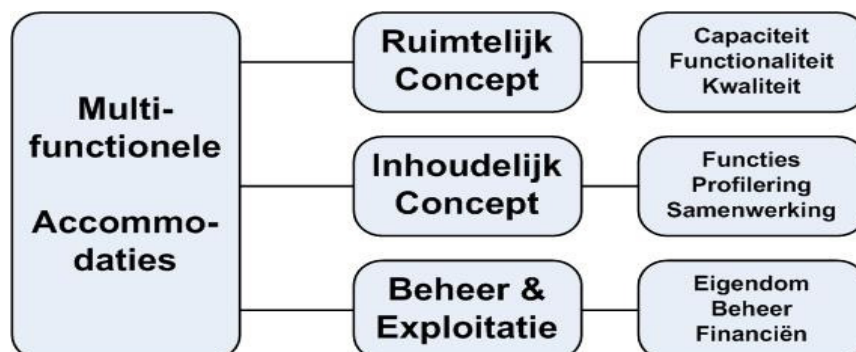 Multi-
functionele
Accommo-
daties
Ruimtelijk
Concept
Capaciteit
Functionaliteit
Kwaliteit
Inhoudelijk
Concept
Functies
Profilering
Samenwerking
Beheer &
Exploitatie
Eigendom
Beheer
Financiën